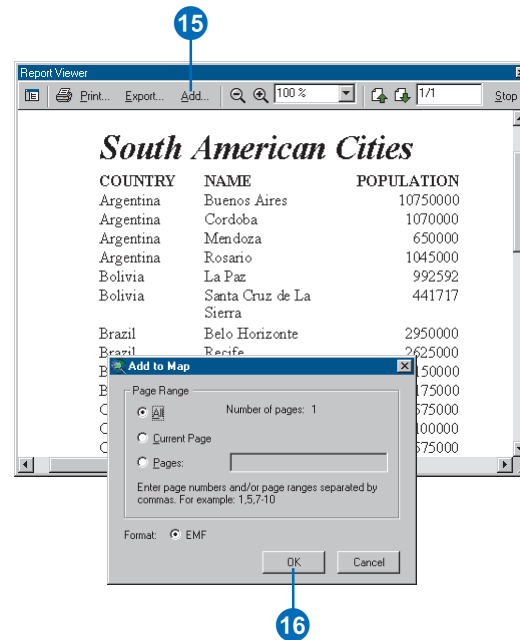 15
Report Viewer
Print... Export... Add... 100 % 1/1 Stop
South American Cities
COUNTRY NAME POPULATION
Argentina Buenos Aires 10750000
Argentina Cordoba 1070000
Argentina Mendoza 650000
Argentina Rosario 1045000
Bolivia La Paz 992592
Bolivia Santa Cruz de La Sierra 441717
Brazil Belo Horizonte 2950000
Brazil Recife 2625000
Add to Map
Page Range
All Number of pages: 1
Current Page
Pages:
Enter page numbers and/or page ranges separated by
commas. For example: 1,5,7-10
Format: EMF
OK Cancel
16